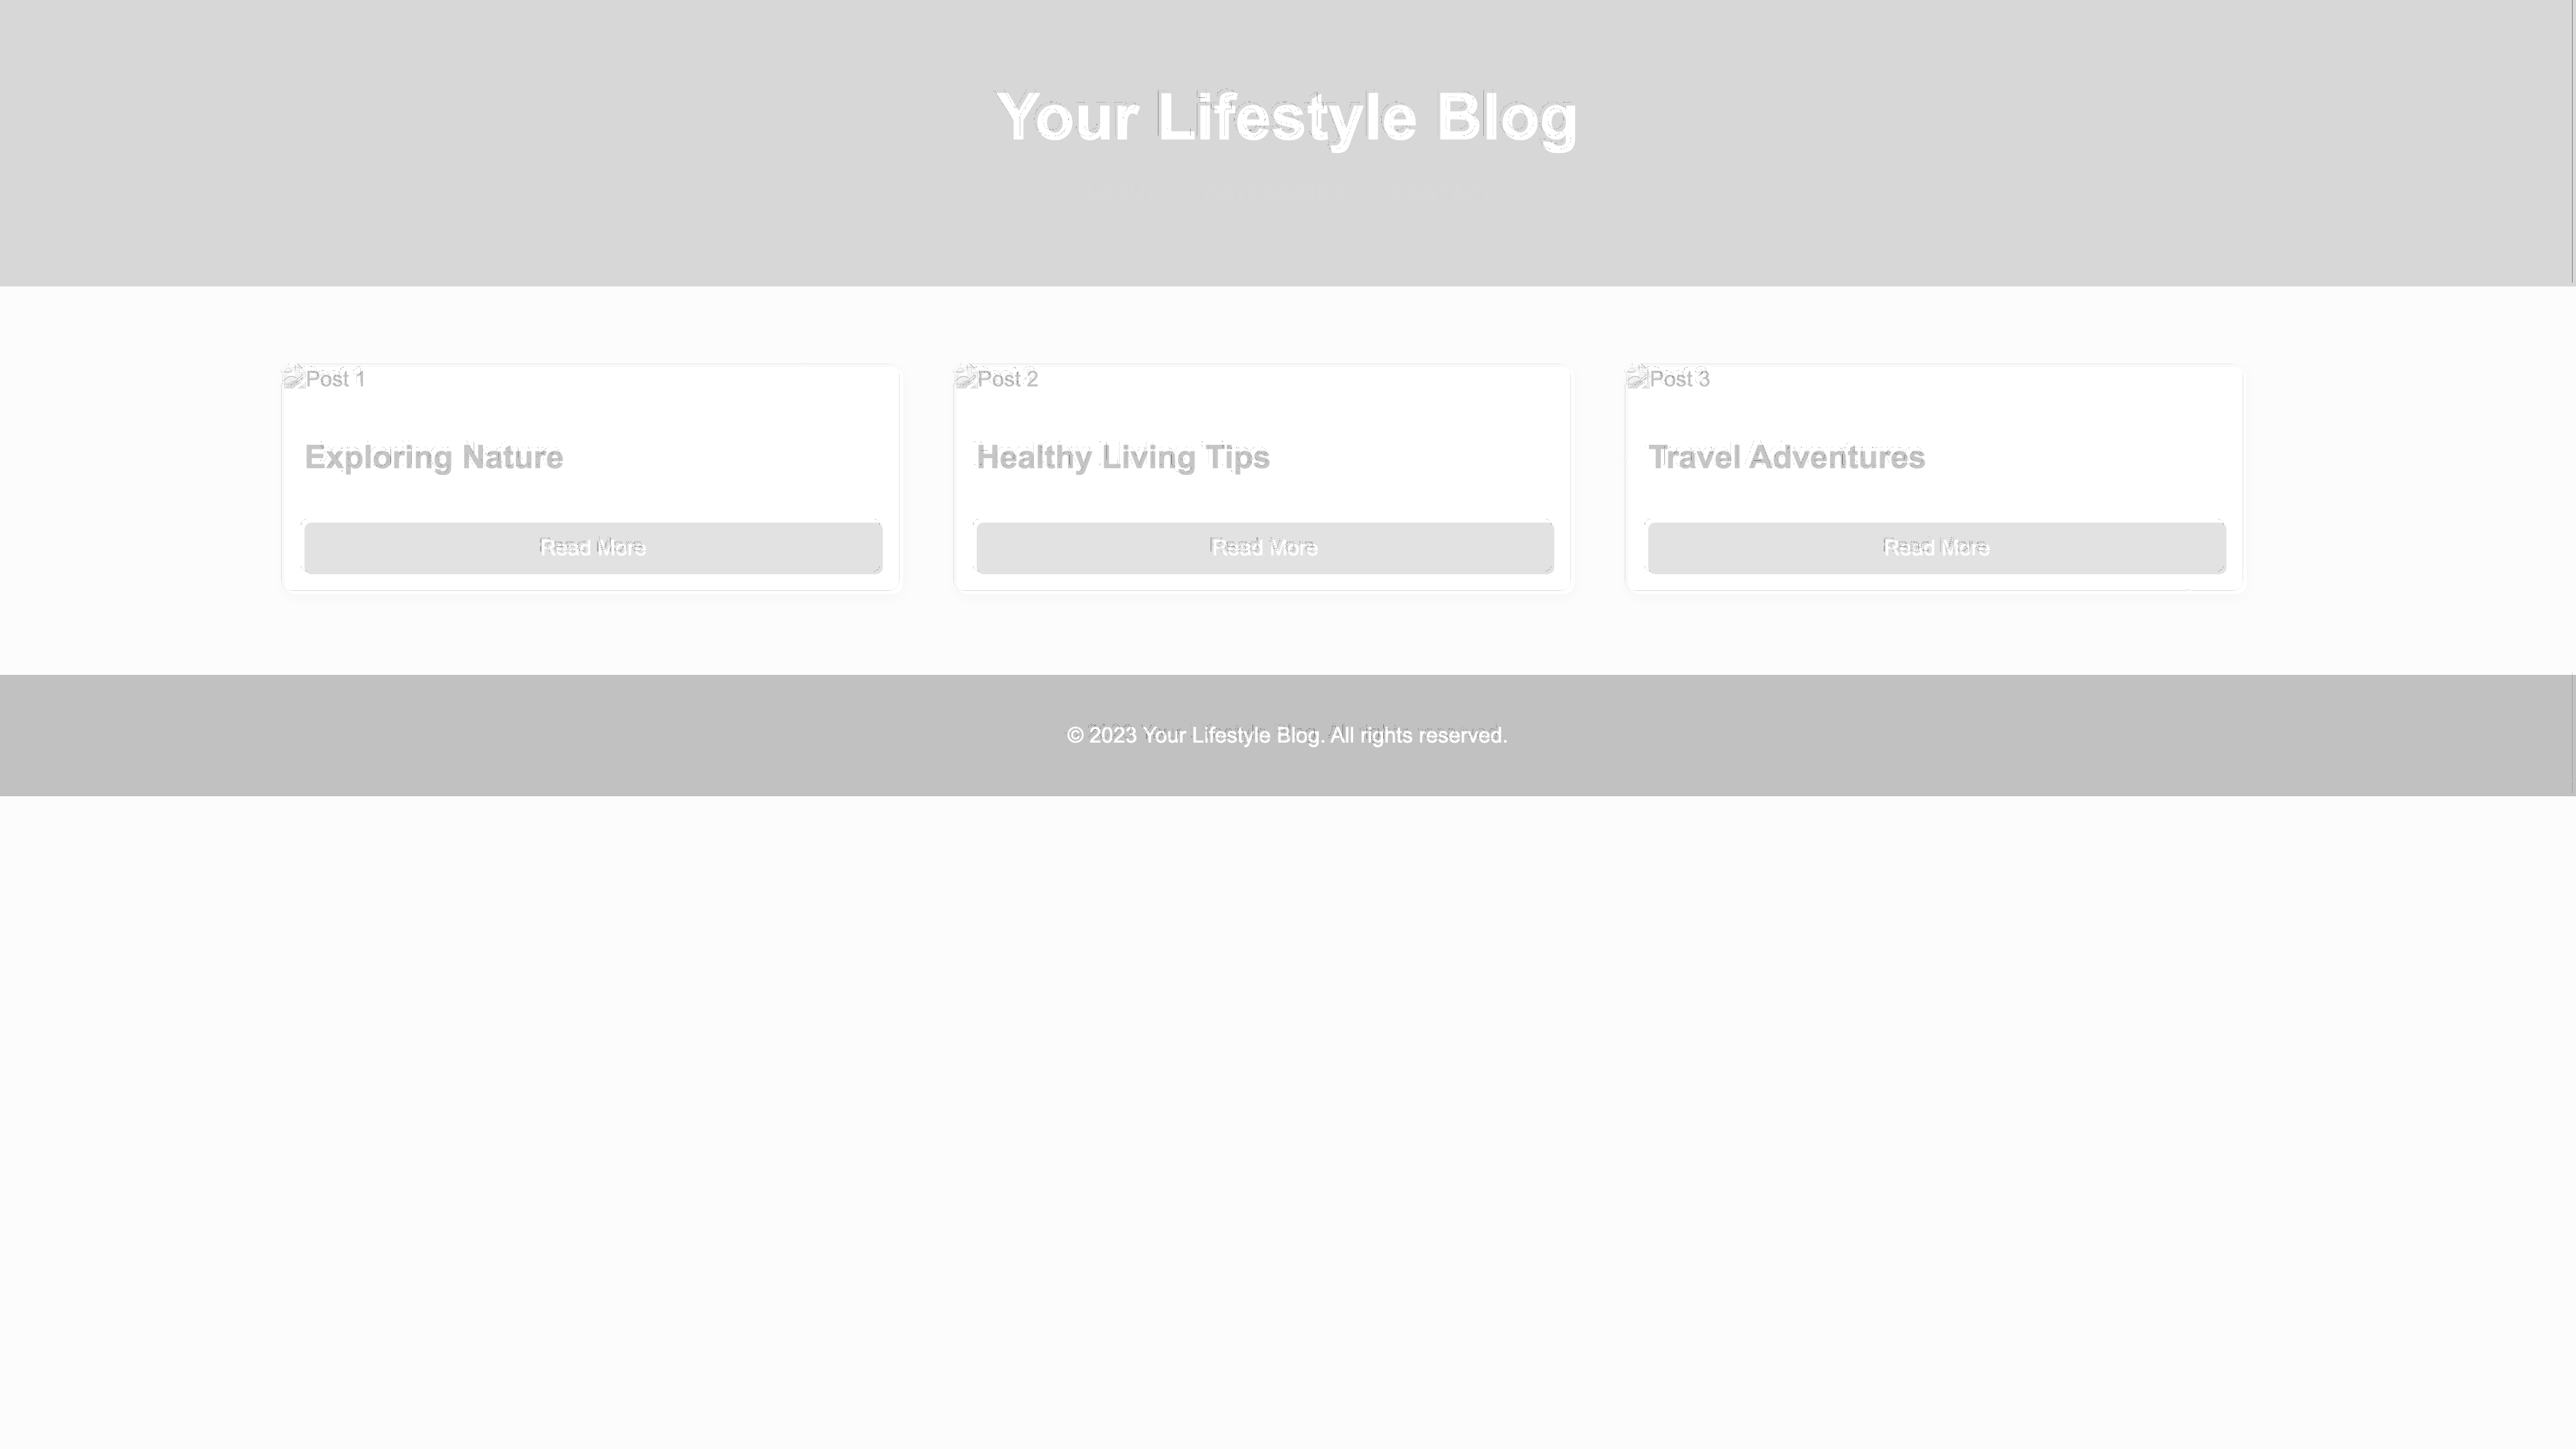 Your Lifestyle Blog
Post 1
Exploring Nature
Read More
Post 2
Healthy Living Tips
Read More
Post 3
Travel Adventures
Read More
© 2023 Your Lifestyle Blog. All rights reserved.